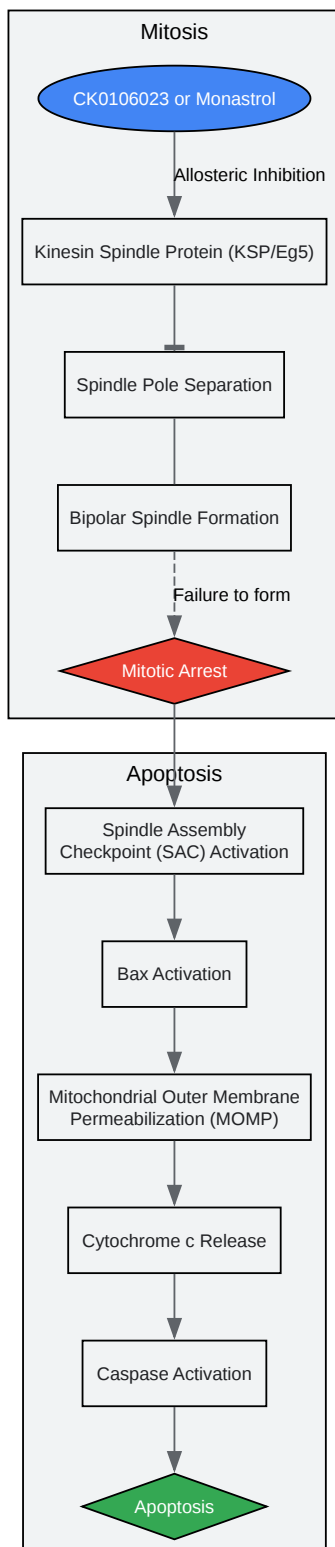 Mitosis
CK0106023 or Monastrol
Allosteric Inhibition
Kinesin Spindle Protein (KSP/Eg5)
Spindle Pole Separation
Bipolar Spindle Formation
Failure to form
Mitotic Arrest
Apoptosis
Spindle Assembly
Checkpoint (SAC) Activation
Bax Activation
Mitochondrial Outer Membrane
Permeabilization (MOMP)
Cytochrome c Release
Caspase Activation
Apoptosis